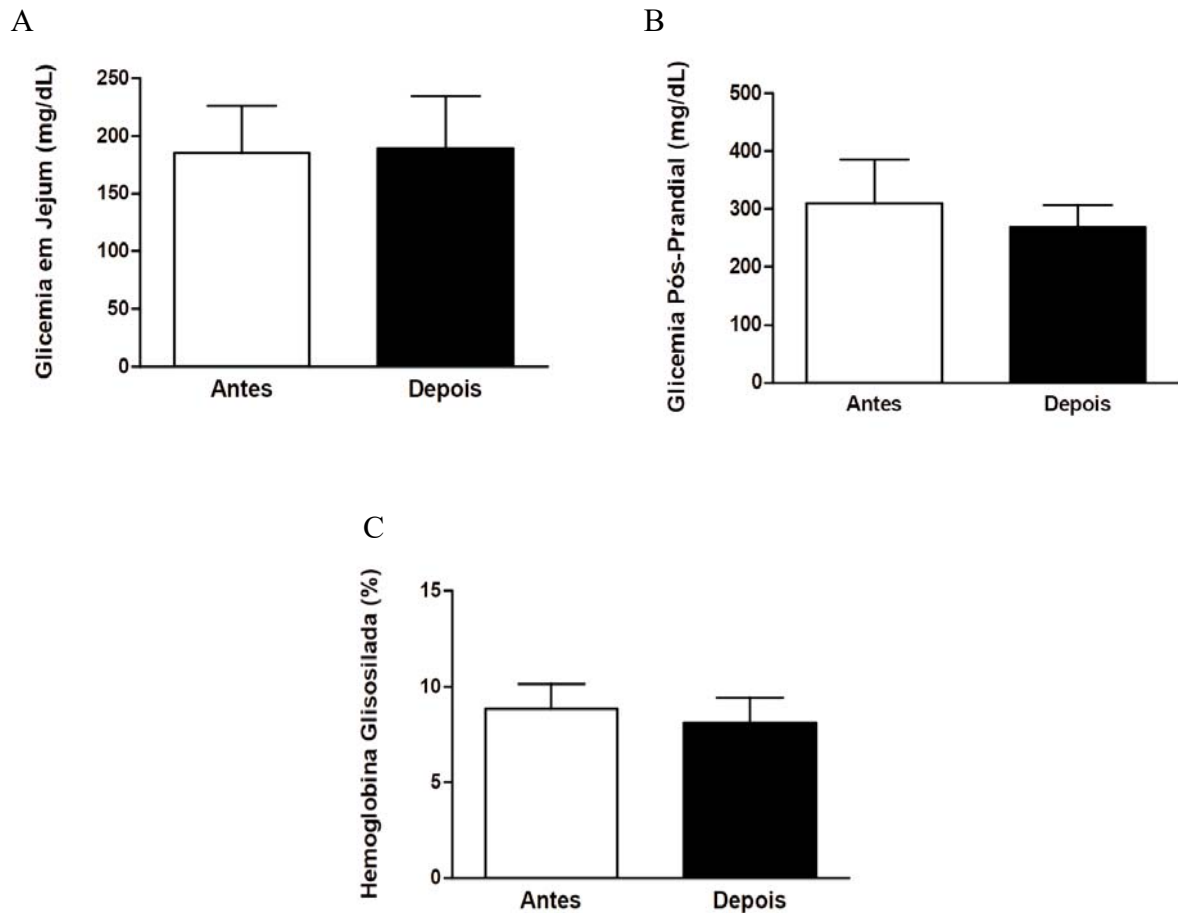 A
Glicemia em Jejum (mg/dL)
250
200
150
100
50
0
Antes Depois
B
Glicemia Pós-Prandial (mg/dL)
500
400
300
200
100
0
Antes Depois
C
Hemoglobina Glisosilada (%)
15
10
5
0
Antes Depois